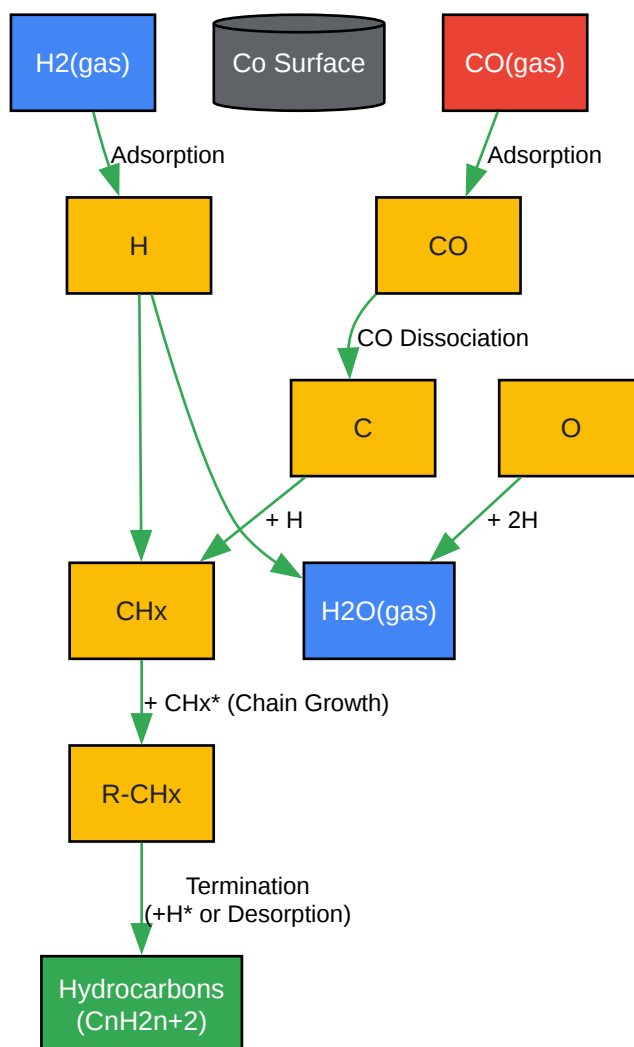 H2(gas)
Co Surface
CO(gas)
Adsorption
Adsorption
H
CO
CO Dissociation
C
O
+ H
+ 2H
CHx
H2O(gas)
+ CHx* (Chain Growth)
R-CHx
Termination
(+H* or Desorption)
Hydrocarbons
(CnH2n+2)